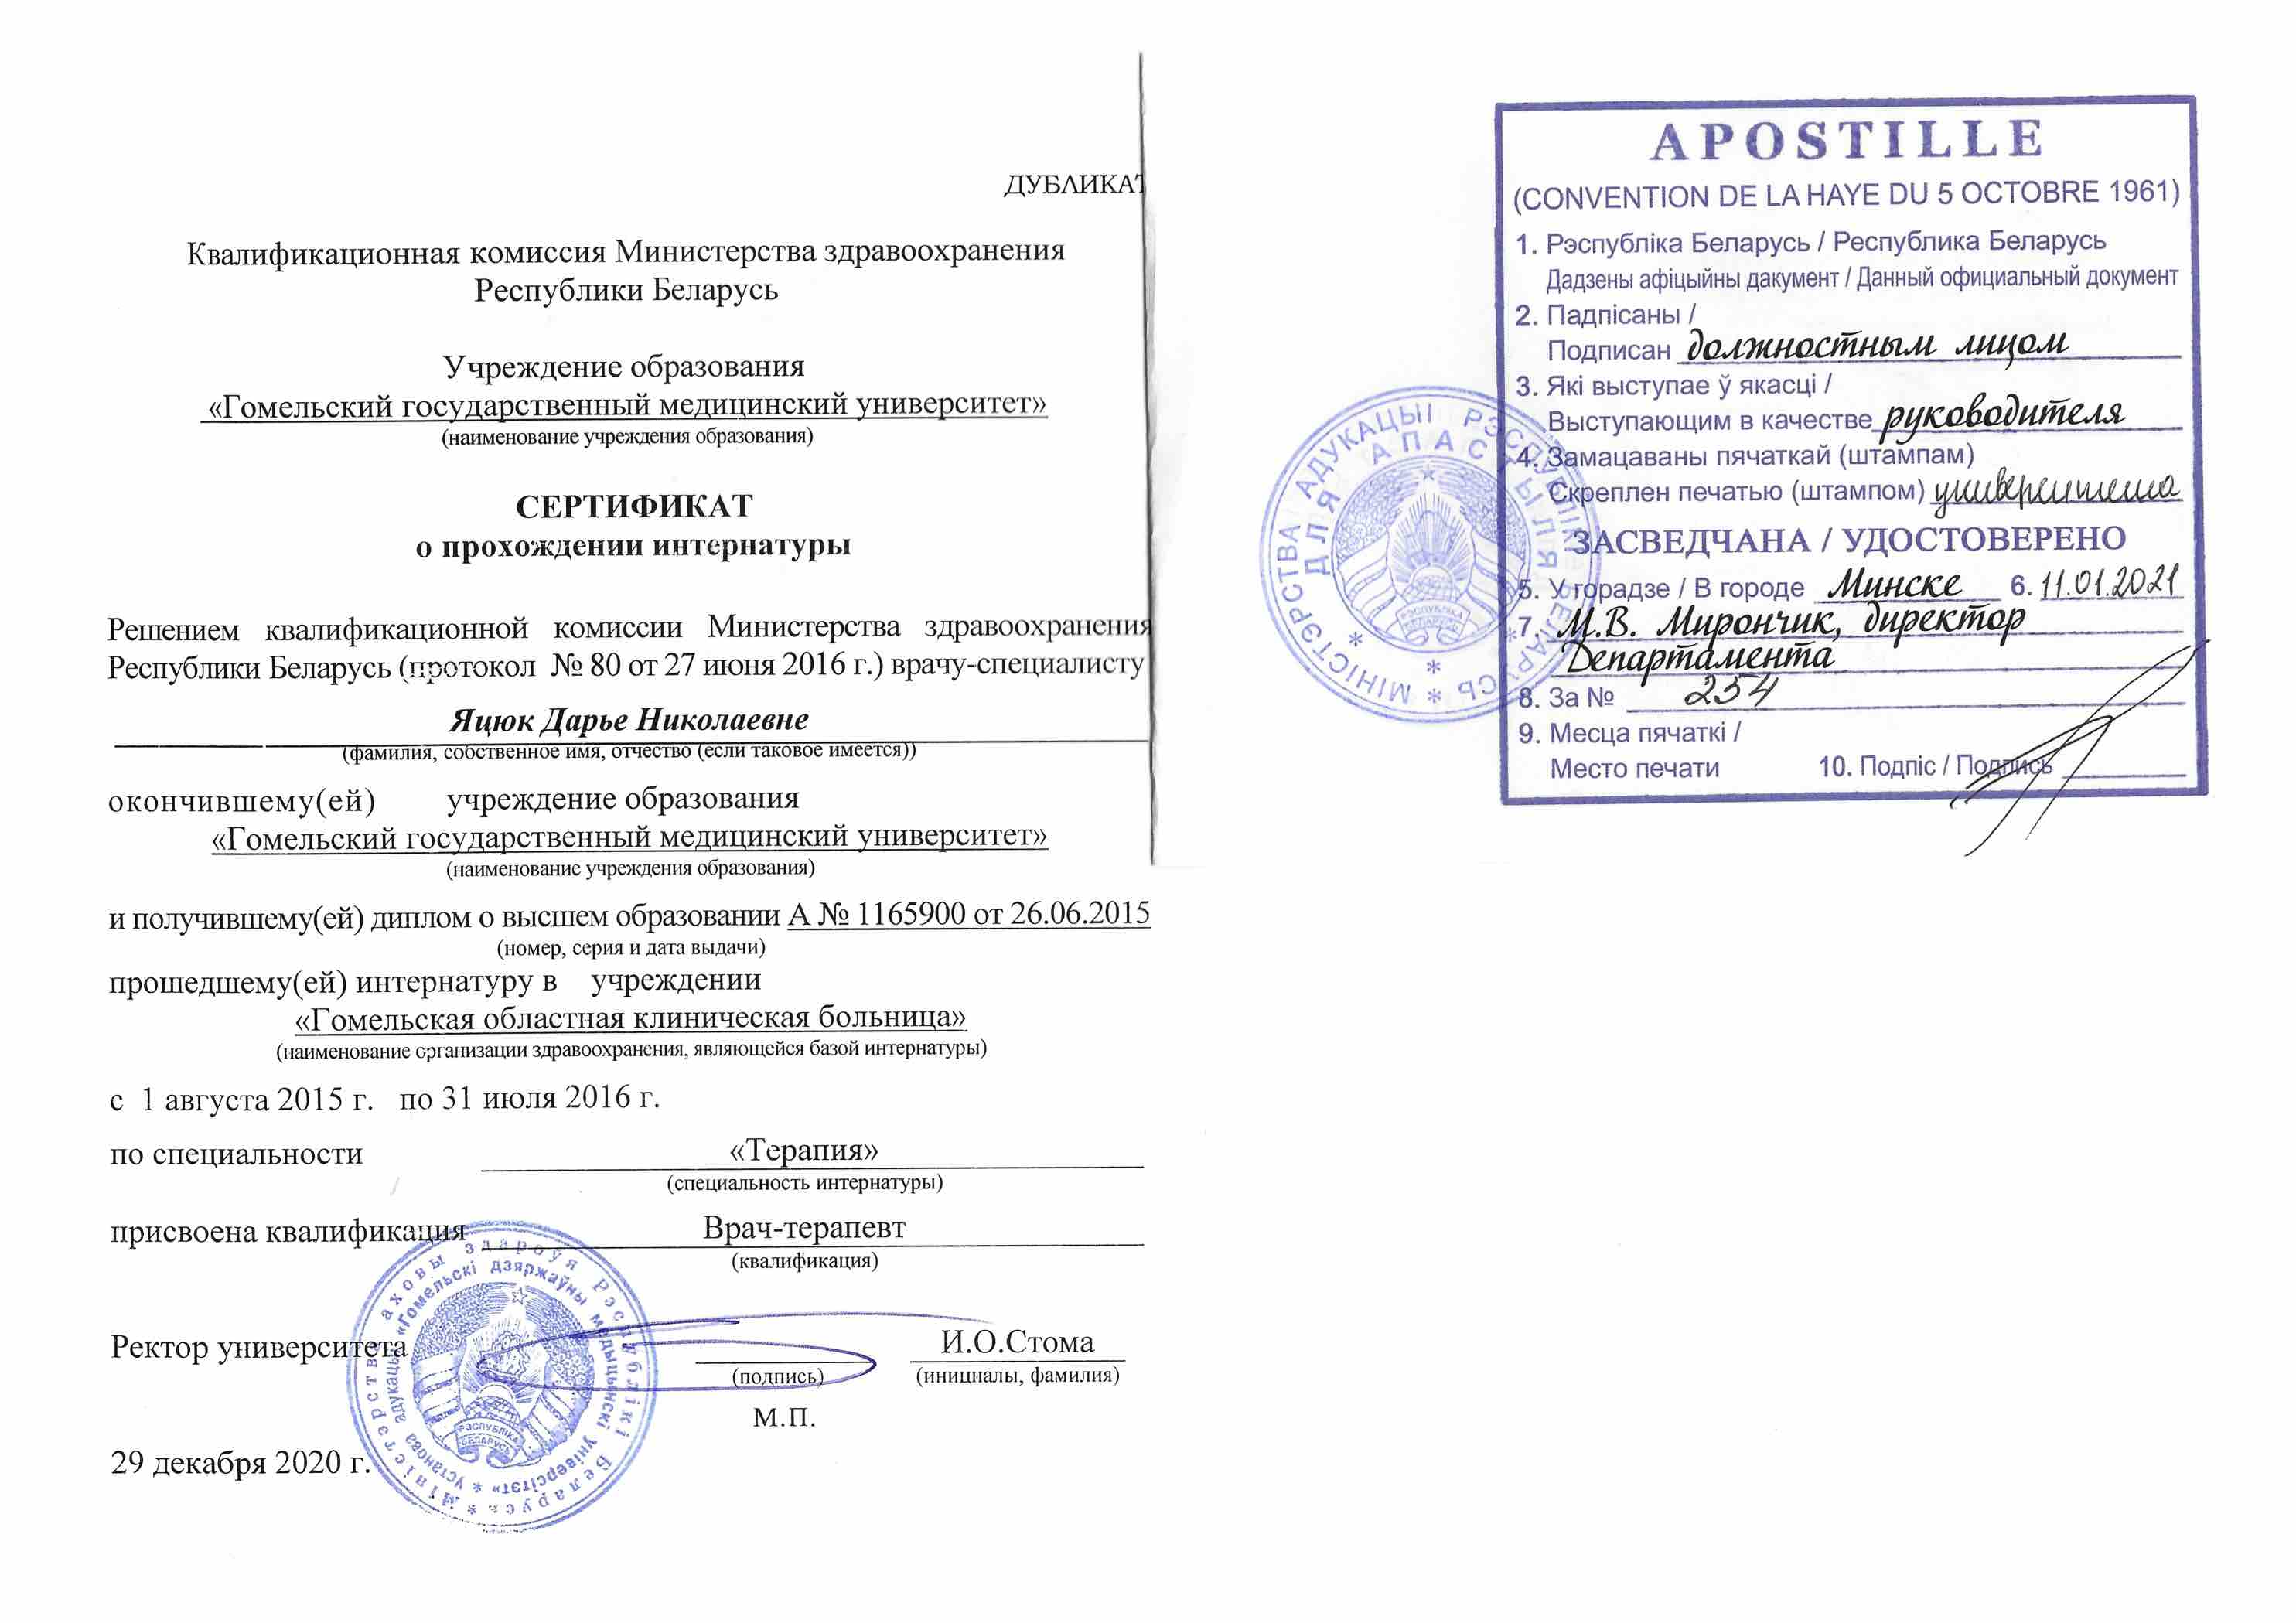 ДУБЛИКАТ
Квалификационная комиссия Министерства здравоохранения
Республики Беларусь
Учреждение образования
«Гомельский государственный медицинский университет»
(наименование учреждения образования)
СЕРТИФИКАТ
о прохождении интернатуры
Решением квалификационной комиссии Министерства здравоохранения
Республики Беларусь (протокол № 80 от 27 июня 2016 г.) врачу-специалисту
Яцюк Дарье Николаевне
(фамилия, собственное имя, отчество (если таковое имеется))
окончившему(ей) учреждение образования
«Гомельский государственный медицинский университет»
(наименование учреждения образования)
и получившему(ей) диплом о высшем образовании А № 1165900 от 26.06.2015
(номер, серия и дата выдачи)
прошедшему(ей) интернатуру в учреждении
«Гомельская областная клиническая больница»
(наименование организации здравоохранения, являющейся базой интернатуры)
с 1 августа 2015 г. по 31 июля 2016 г.
по специальности «Терапия»
(специальность интернатуры)
присвоена квалификация Врач-терапевт
(квалификация)
Ректор университета И.О.Стома
(подпись) (инициалы, фамилия)
М.П.
29 декабря 2020 г.
Міністэрства аховы здароўя Рэспублікі Беларусь
установа адукацыі «Гомельскі дзяржаўны медыцынскі універсітэт»
РЭСПУБЛІКА
БЕЛАРУСЬ
APOSTILLE
(CONVENTION DE LA HAYE DU 5 OCTOBRE 1961)
1. Рэспубліка Беларусь / Республика Беларусь
Дадзены афіцыйны дакумент / Данный официальный документ
2. Падпісаны /
Подписан должностным лицом
3. Які выступае ў якасці /
Выступающим в качестве руководителя
4. Замацаваны пячаткай (штампам)
Скреплен печатью (штампом) университета
ЗАСВЕДЧАНА / УДОСТОВЕРЕНО
5. У горадзе / В городе Минске 6. 11.01.2021
7. М.В. Мирончик, директор
Департамента
8. За № 254
9. Месца пячаткі /
Место печати 10. Подпіс / Подпись
МІНІСТЭРСТВА АДУКАЦЫІ РЭСПУБЛІКІ БЕЛАРУСЬ
ДЛЯ АПАСТЫЛЯ
РЭСПУБЛІКА
БЕЛАРУСЬ